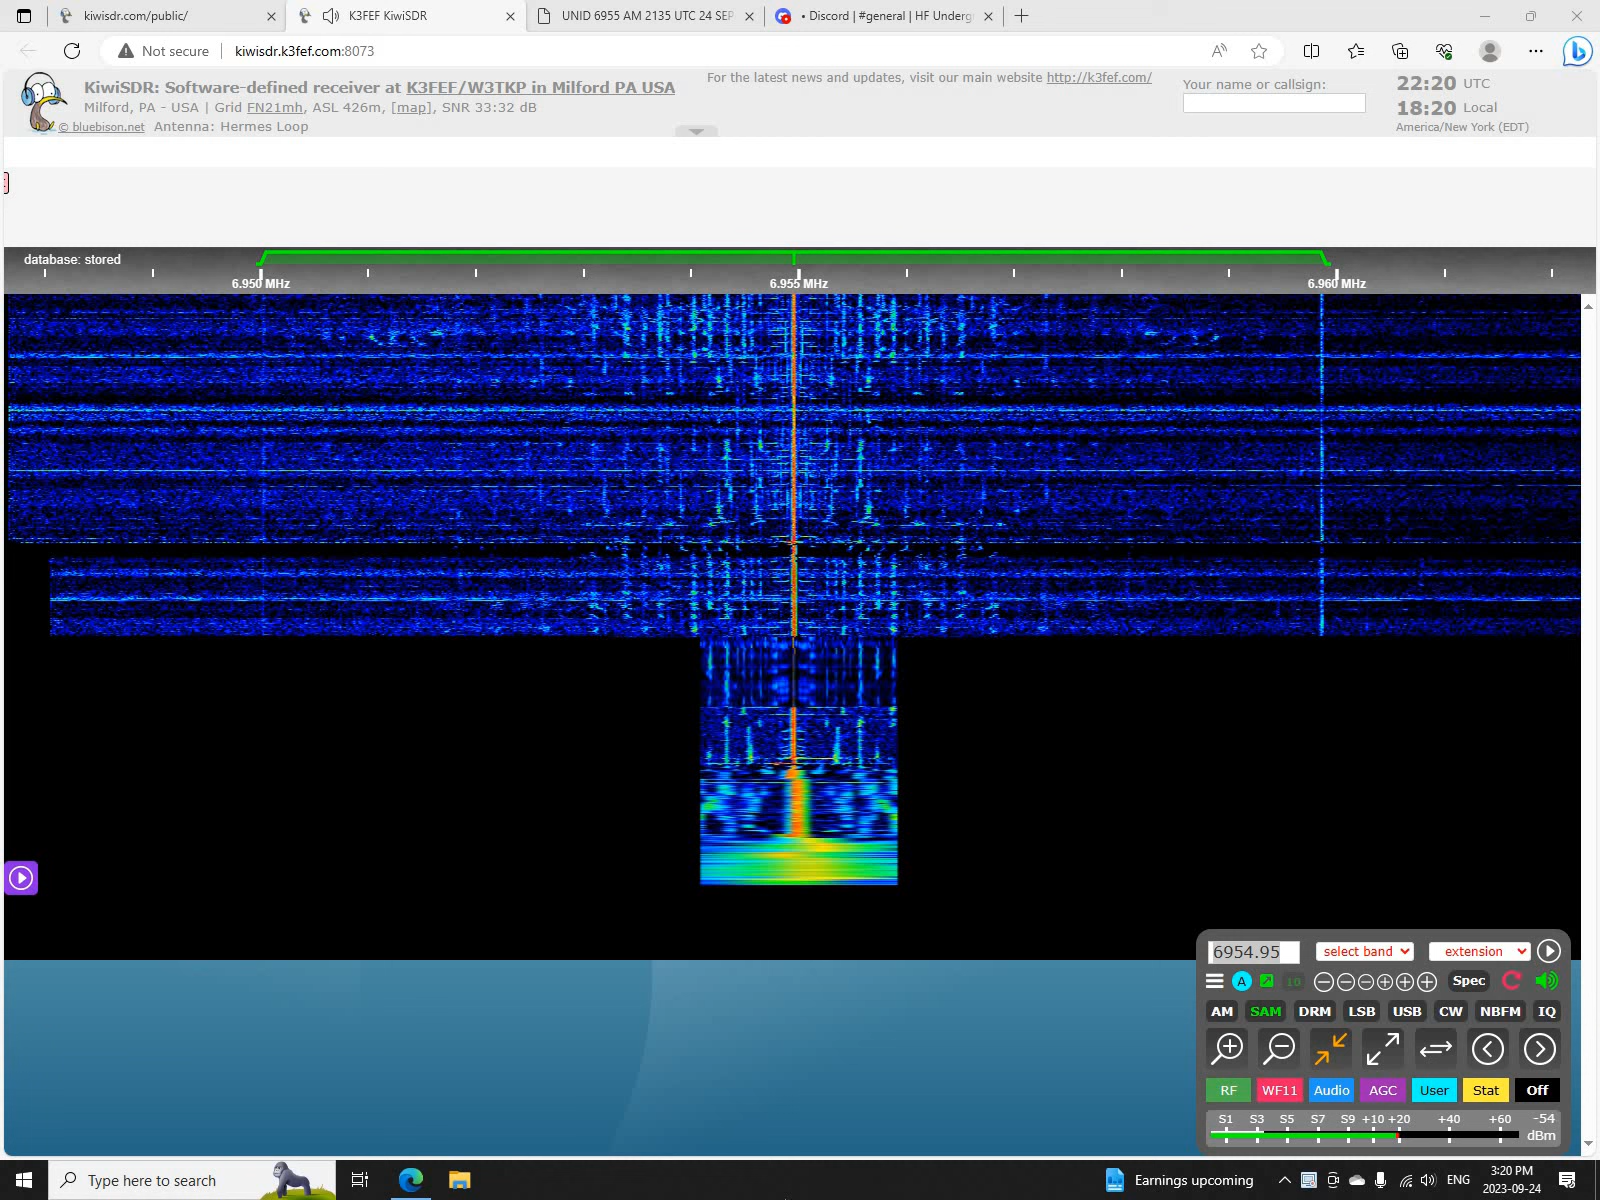 kiwisdr.com/public/
K3FEF KiwiSDR
UNID 6955 AM 2135 UTC 24 SEP
• Discord | #general | HF Undergr
Not secure
kiwisdr.k3fef.com:8073
KiwiSDR: Software-defined receiver at K3FEF/W3TKP in Milford PA USA
Milford, PA - USA | Grid FN21mh, ASL 426m, [map], SNR 33:32 dB
© bluebison.net Antenna: Hermes Loop
For the latest news and updates, visit our main website http://k3fef.com/
Your name or callsign:
22:20 UTC
18:20 Local
America/New York (EDT)
database: stored
6.950 MHz 6.955 MHz 6.960 MHz
6954.95 select band extension
A 10 Spec
AM SAM DRM LSB USB CW NBFM IQ
RF WF11 Audio AGC User Stat Off
S1 S3 S5 S7 S9 +10 +20 +40 +60 -54
dBm
Type here to search
Earnings upcoming
ENG
3:20 PM
2023-09-24